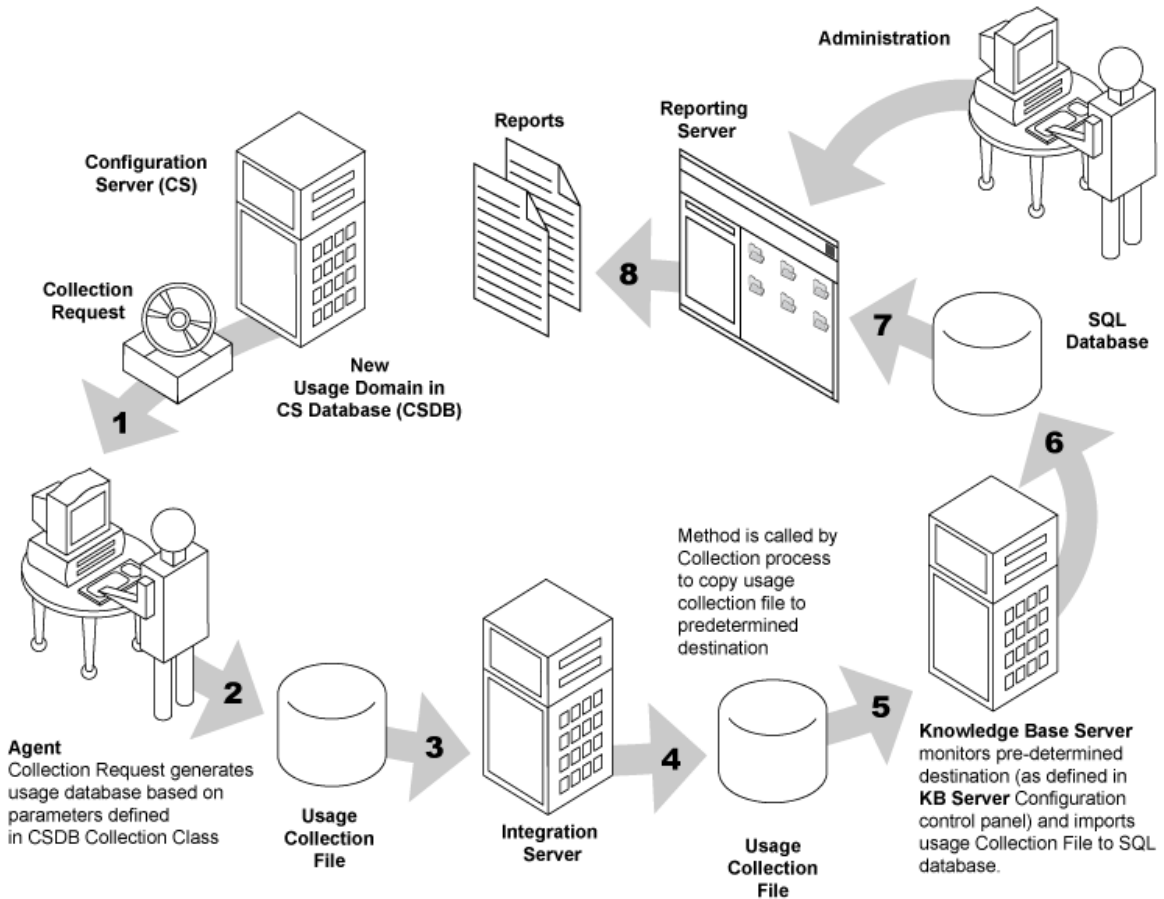 Administration
Reporting
Server
Reports
Configuration
Server (CS)
Collection
Request
New
Usage Domain in
CS Database (CSDB)
1
8
7
SQL
Database
6
Method is called by
Collection process
to copy usage
collection file to
predetermined
destination
2
3
4
5
Agent
Collection Request generates
usage database based on
parameters defined
in CSDB Collection Class
Usage
Collection
File
Integration
Server
Usage
Collection
File
Knowledge Base Server
monitors pre-determined
destination (as defined in
KB Server Configuration
control panel) and imports
usage Collection File to SQL
database.